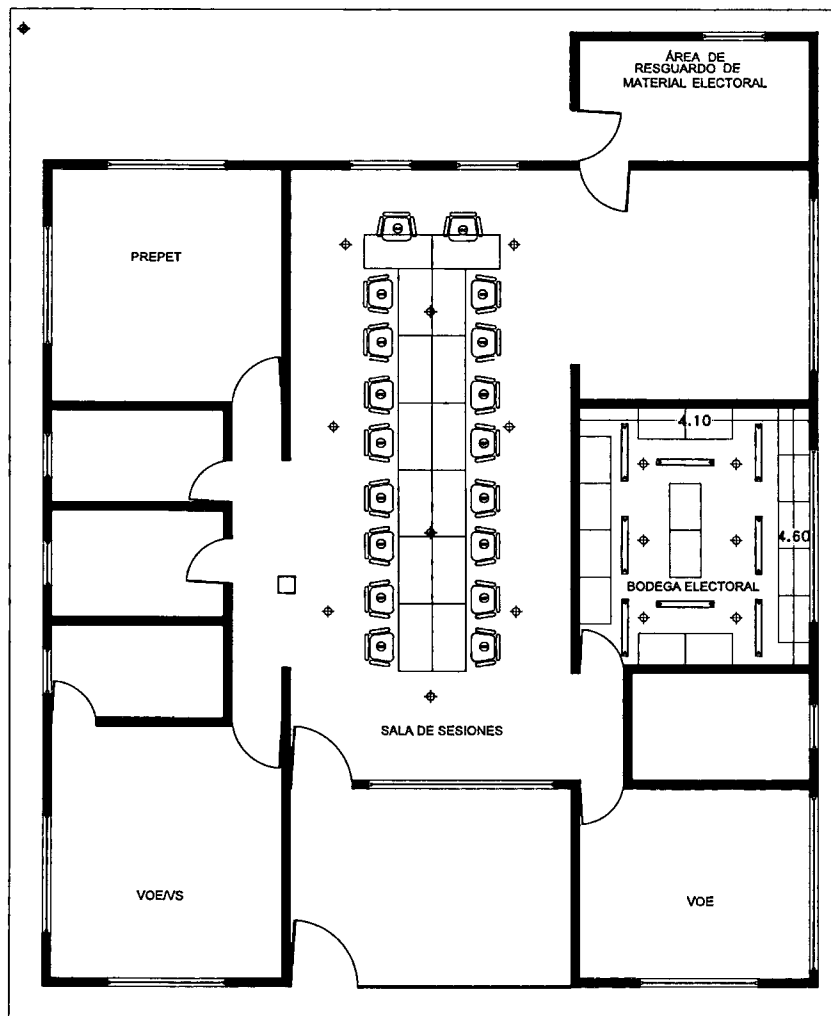 ÁREA DE
RESGUARDO DE
MATERIAL ELECTORAL
PREPET
4.10
4.60
BODEGA ELECTORAL
SALA DE SESIONES
VOE/VS
VOE